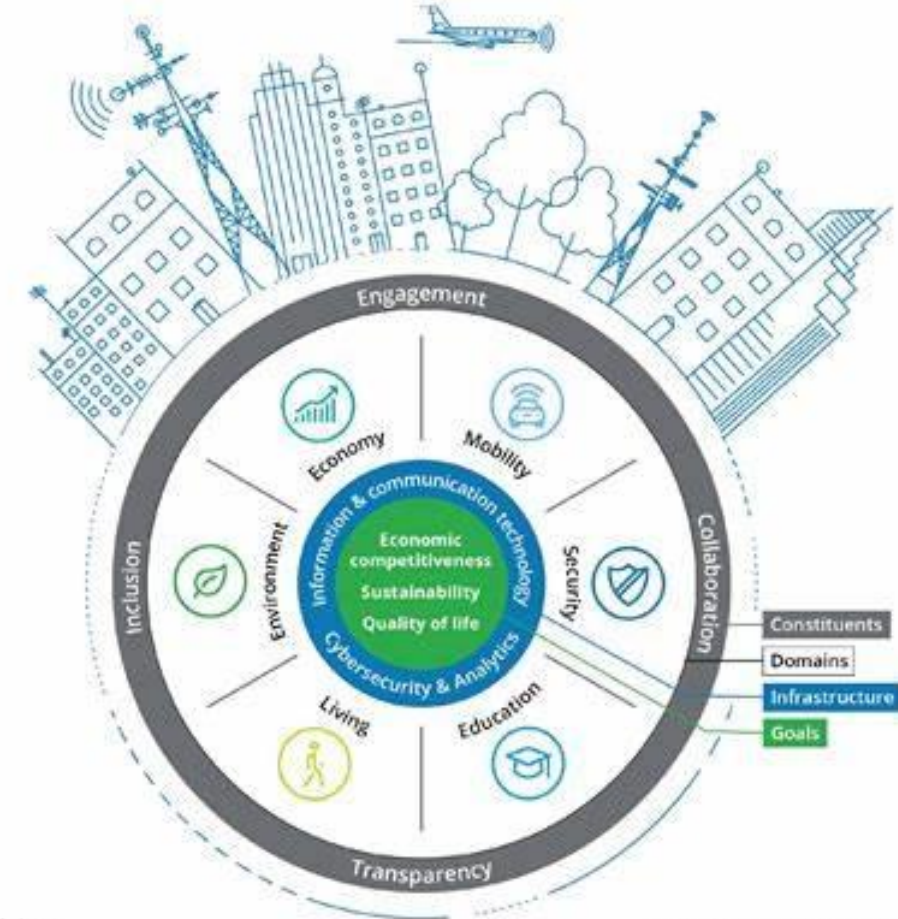 Engagement
Economy
Mobility
Inclusion
Environment
Information & communication technology
Economic
competitiveness
Sustainability
Quality of life
Cybersecurity & Analytics
Security
Collaboration
Living
Education
Transparency
Constituents
Domains
Infrastructure
Goals